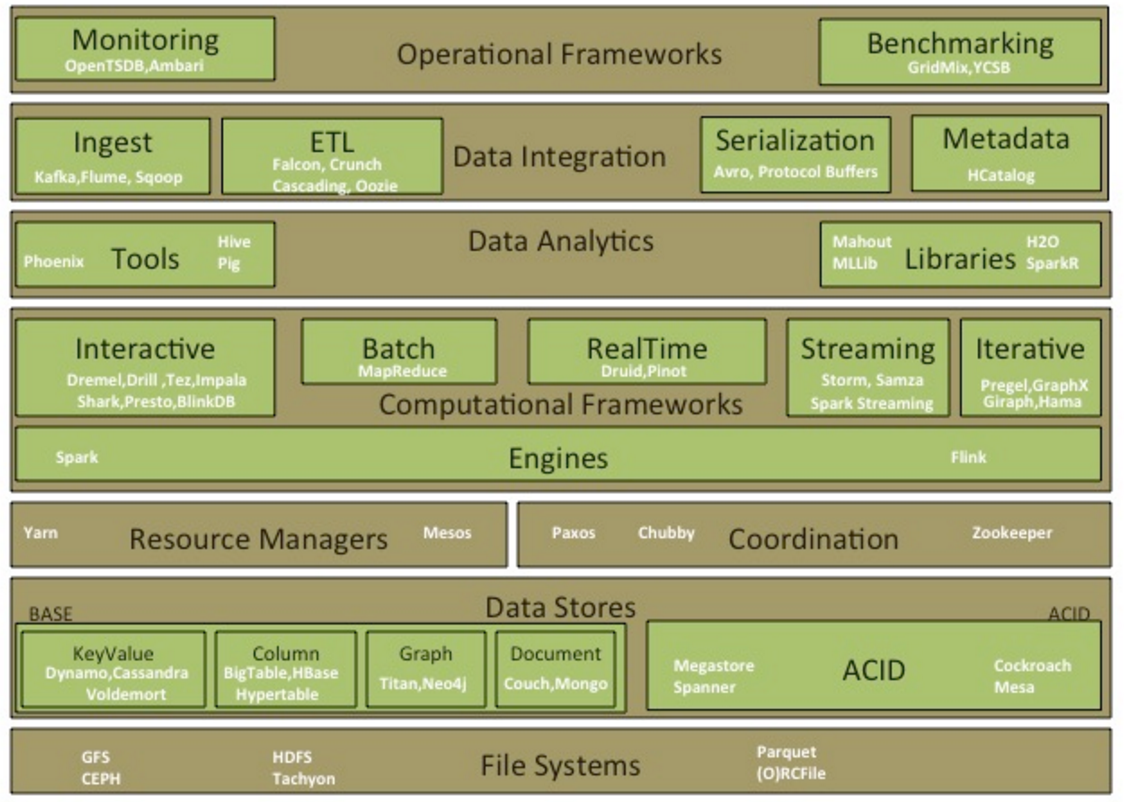 Monitoring
OpenTSDB,Ambari
Operational Frameworks
Benchmarking
GridMix,YCSB
Ingest
Kafka,Flume, Sqoop
ETL
Falcon, Crunch
Cascading, Oozie
Data Integration
Serialization
Avro, Protocol Buffers
Metadata
HCatalog
Phoenix
Tools
Hive
Pig
Data Analytics
Mahout
MLLib
Libraries
H2O
SparkR
Interactive
Dremel,Drill ,Tez,Impala
Shark,Presto,BlinkDB
Batch
MapReduce
RealTime
Druid,Pinot
Streaming
Storm, Samza
Spark Streaming
Iterative
Pregel,GraphX
Giraph,Hama
Computational Frameworks
Spark
Engines
Flink
Yarn
Resource Managers
Mesos
Paxos
Chubby
Coordination
Zookeeper
Data Stores
BASE
ACID
KeyValue
Dynamo,Cassandra
Voldemort
Column
BigTable,HBase
Hypertable
Graph
Titan,Neo4j
Document
Couch,Mongo
Megastore
Spanner
ACID
Cockroach
Mesa
GFS
CEPH
HDFS
Tachyon
File Systems
Parquet
(O)RCFile